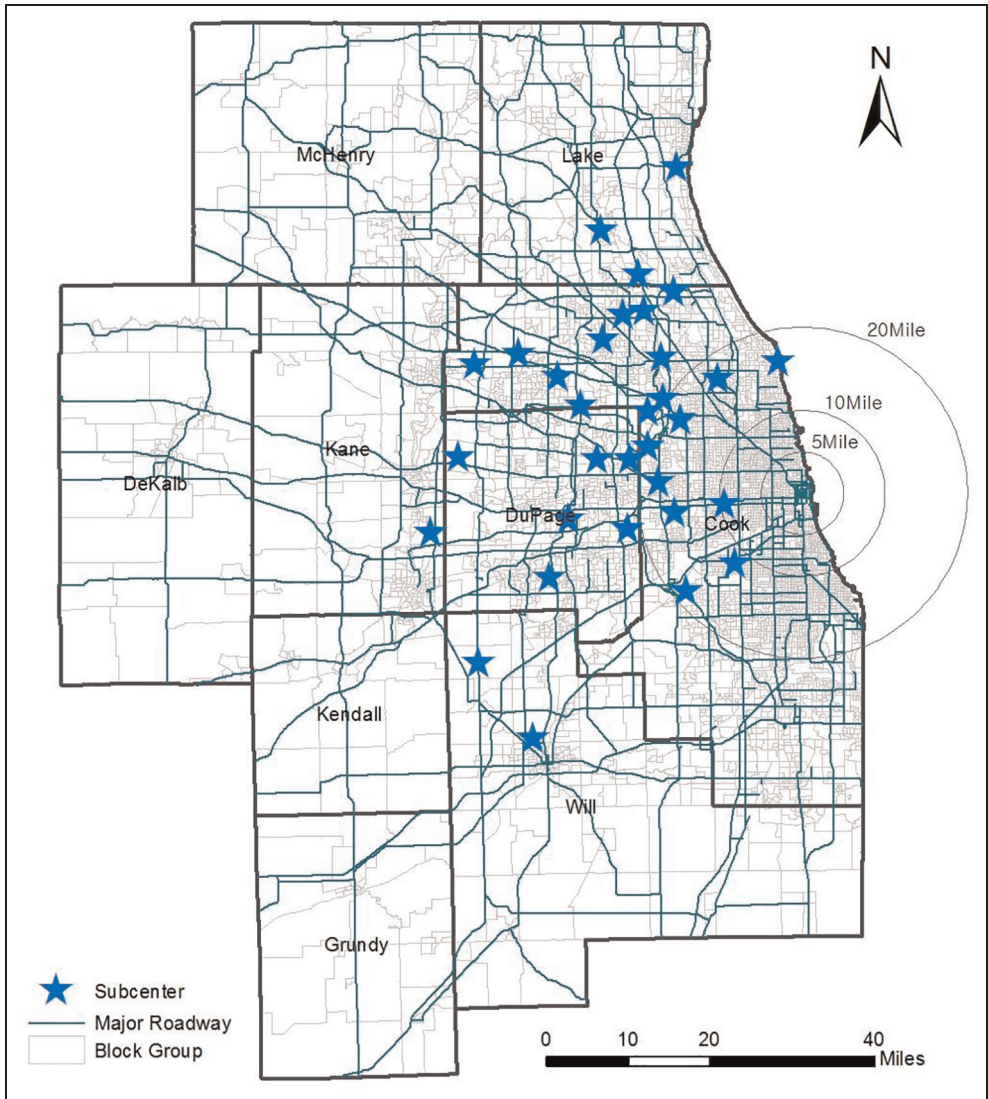 N
McHenry
Lake
20Mile
10Mile
5Mile
Kane
DeKalb
DuPage
Cook
Kendall
Will
Grundy
Subcenter
Major Roadway
Block Group
0 10 20 40
Miles